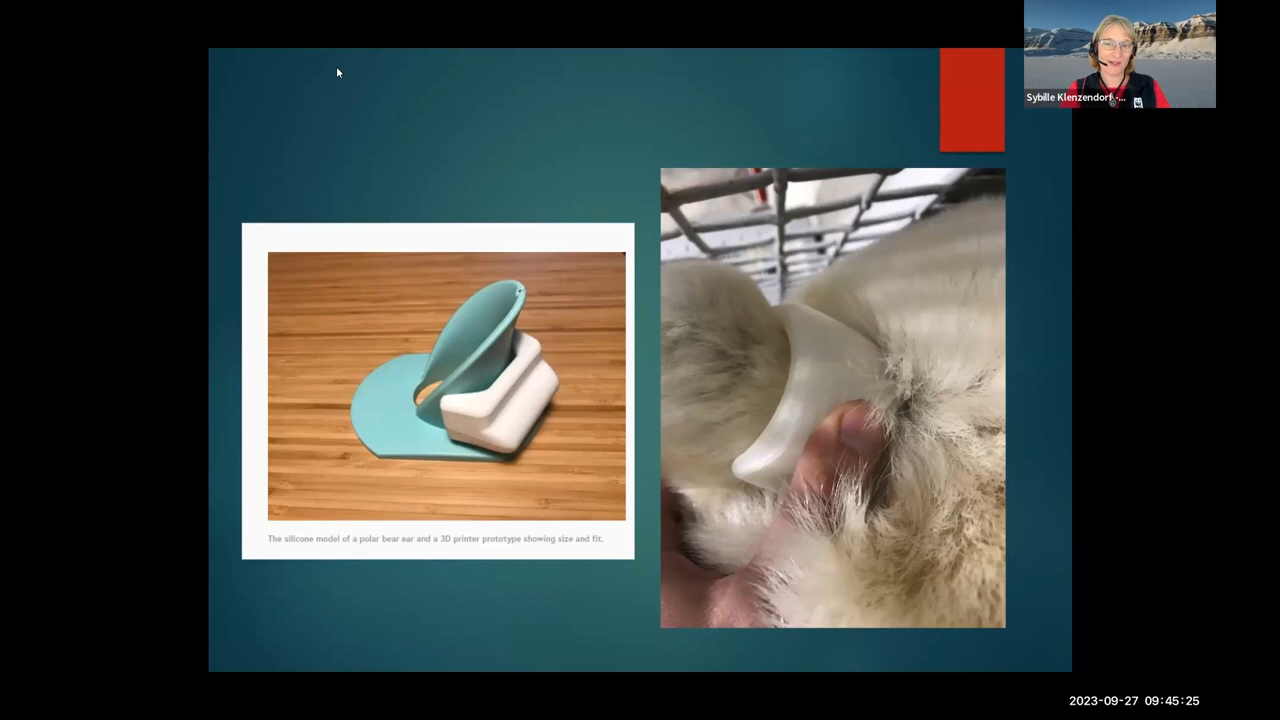 Sybille Klenzendorf -...
The silicone model of a polar bear ear and a 3D printer prototype showing size and fit.
2023-09-27 09:45:25